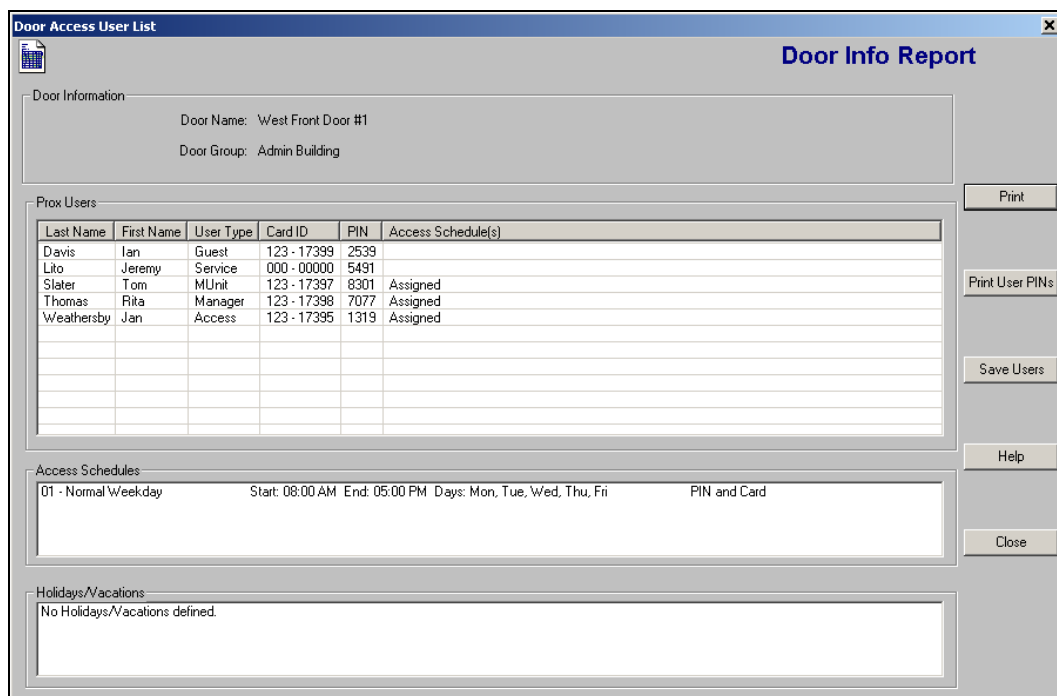 Door Access User List
Door Info Report
Door Information
Door Name: West Front Door #1
Door Group: Admin Building
Prox Users
Last Name First Name User Type Card ID PIN Access Schedule(s)
Davis Ian Guest 123 - 17399 2539
Lito Jeremy Service 000 - 00000 5491
Slater Tom MUnit 123 - 17397 8301 Assigned
Thomas Rita Manager 123 - 17398 7077 Assigned
Weathersby Jan Access 123 - 17395 1319 Assigned
Access Schedules
01 - Normal Weekday Start: 08:00 AM End: 05:00 PM Days: Mon, Tue, Wed, Thu, Fri PIN and Card
Holidays/Vacations
No Holidays/Vacations defined.
Print
Print User PINs
Save Users
Help
Close